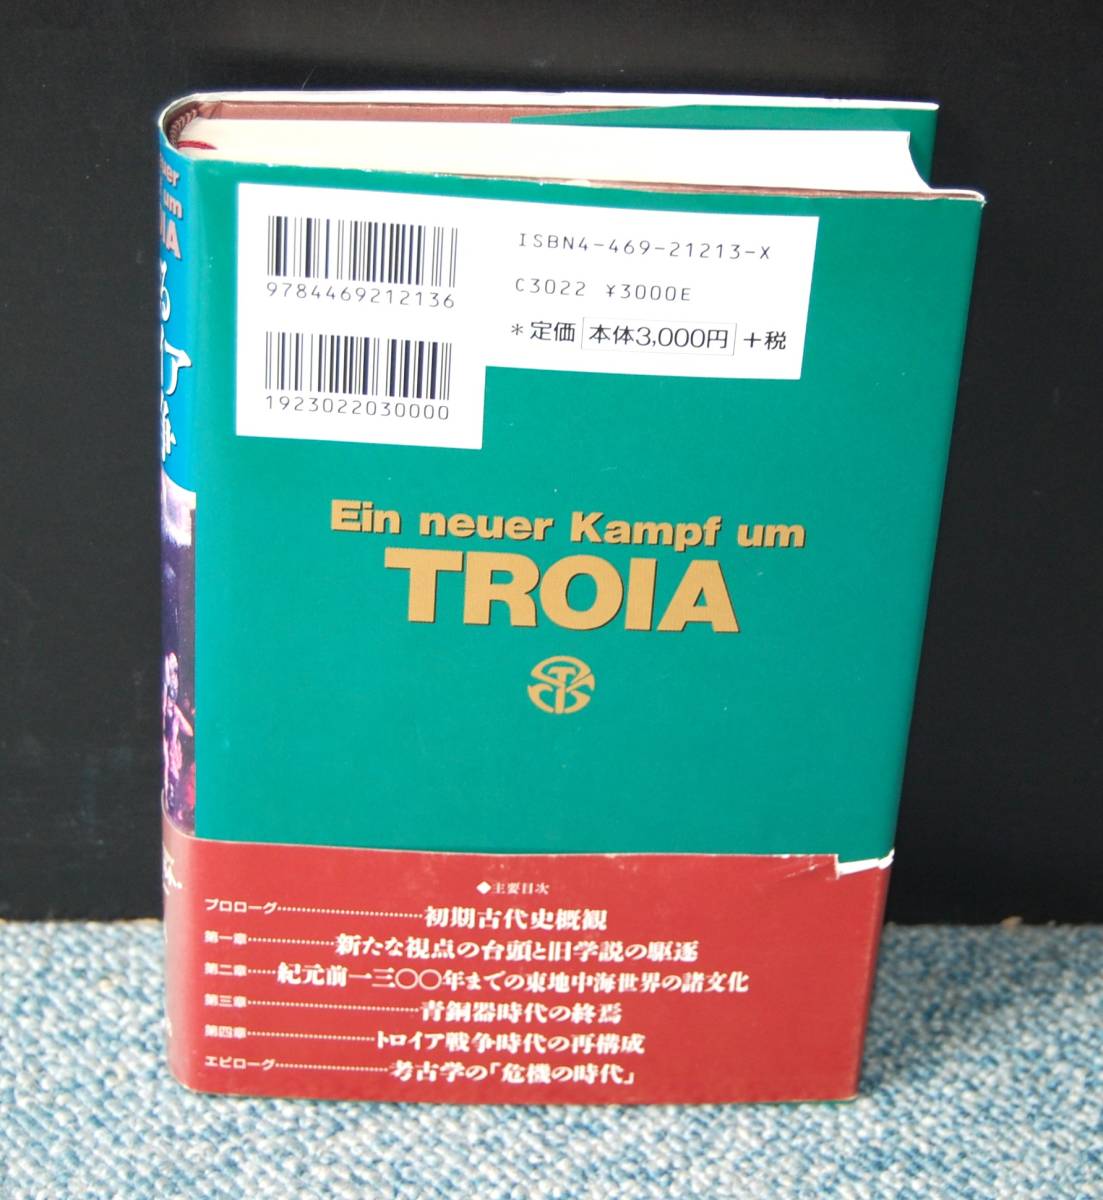 neuer
um
TROIA
ISBN4-469-21213-X
9784469212136
C3022 ¥3000E
*定価 本体3,000円 +税
1923022030000
Ein neuer Kampf um
TROIA
◆主要目次
プロローグ…………………………初期古代史概観
第一章………………新たな視点の台頭と旧学説の駆逐
第二章……紀元前一三〇〇年までの東地中海世界の諸文化
第三章………………………………青銅器時代の終焉
第四章………………………トロイア戦争時代の再構成
エピローグ……………………考古学の「危機の時代」